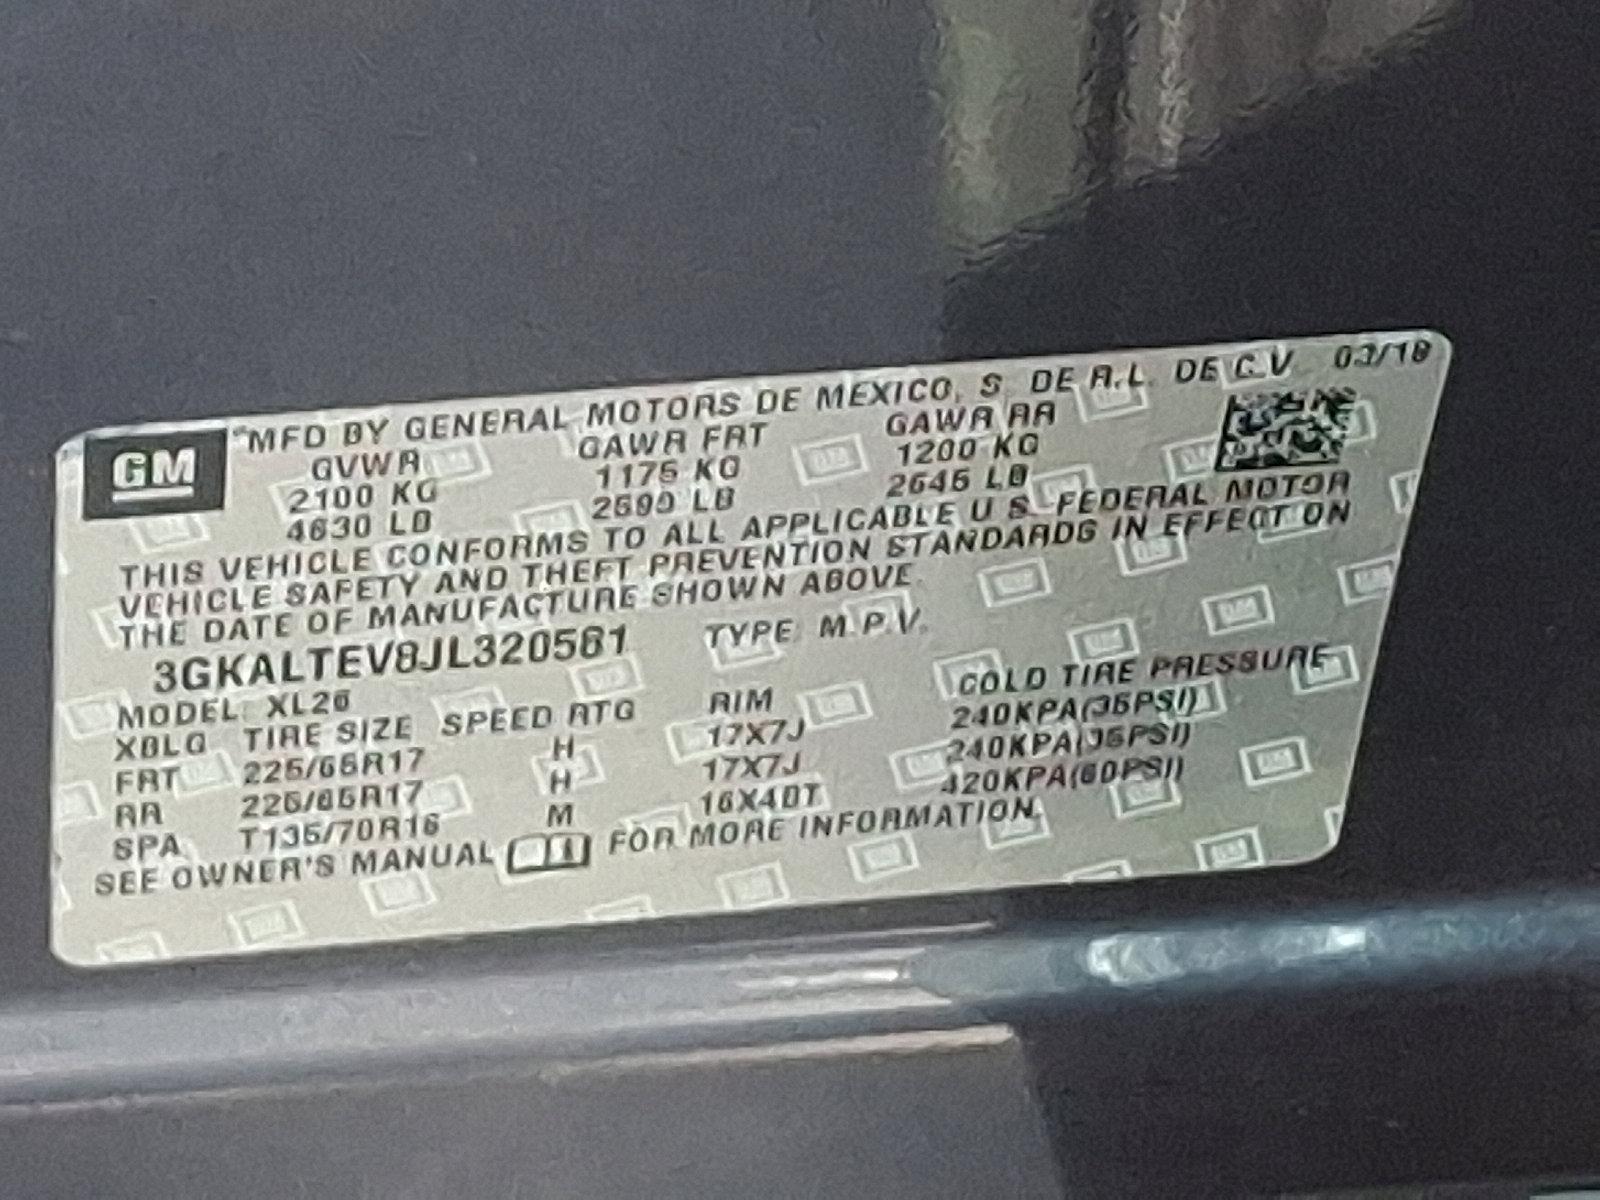 GM
MFD BY GENERAL MOTORS DE MEXICO, S. DE R.L. DE C.V. 03/18
GVWR GAWR FRT GAWR RR
2100 KG 1175 KG 1200 KG
4630 LB 2590 LB 2645 LB
THIS VEHICLE CONFORMS TO ALL APPLICABLE U.S. FEDERAL MOTOR
VEHICLE SAFETY AND THEFT PREVENTION STANDARDS IN EFFECT ON
THE DATE OF MANUFACTURE SHOWN ABOVE.
3GKALTEV8JL320581 TYPE: M.P.V.
MODEL: XL26
XBLG TIRE SIZE SPEED RTG RIM COLD TIRE PRESSURE
FRT 225/65R17 H 17X7J 240KPA(35PSI)
RR 225/65R17 H 17X7J 240KPA(35PSI)
SPA T135/70R16 M 16X4BT 420KPA(60PSI)
SEE OWNER'S MANUAL FOR MORE INFORMATION.